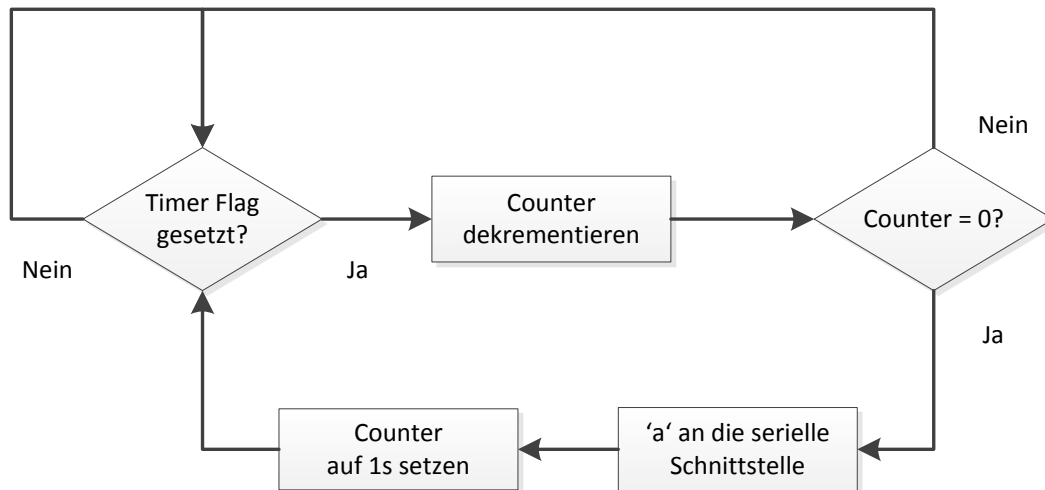 Nein
Timer Flag
gesetzt?
Nein
Ja
Counter
dekrementieren
Counter = 0?
Ja
‘a‘ an die serielle
Schnittstelle
Counter
auf 1s setzen